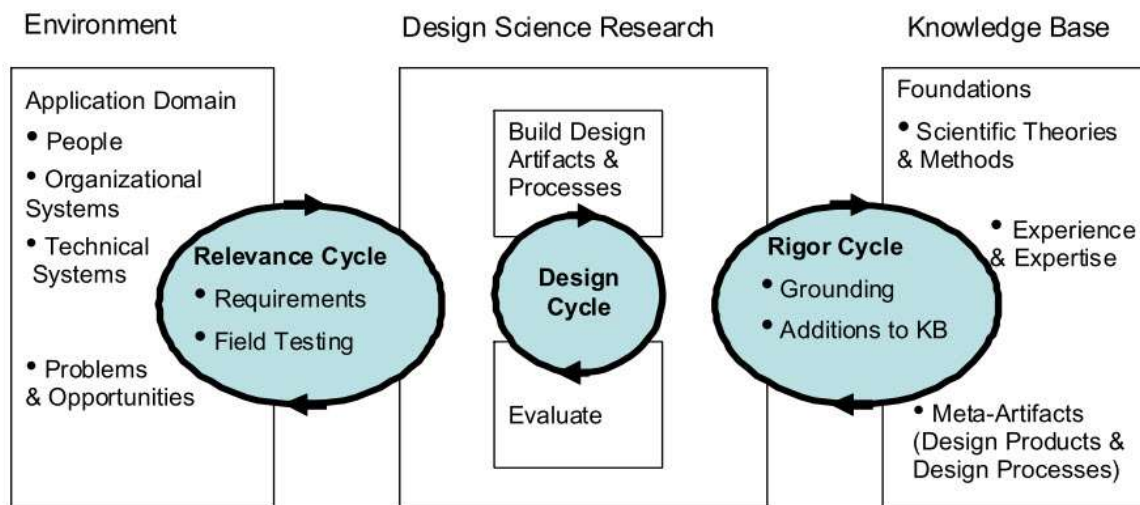 Environment
Design Science Research
Knowledge Base
Application Domain
• People
• Organizational
Systems
• Technical
Systems
• Problems
& Opportunities
Relevance Cycle
• Requirements
• Field Testing
Build Design
Artifacts &
Processes
Design
Cycle
Evaluate
Rigor Cycle
• Grounding
• Additions to KB
Foundations
• Scientific Theories
& Methods
• Experience
& Expertise
• Meta-Artifacts
(Design Products &
Design Processes)